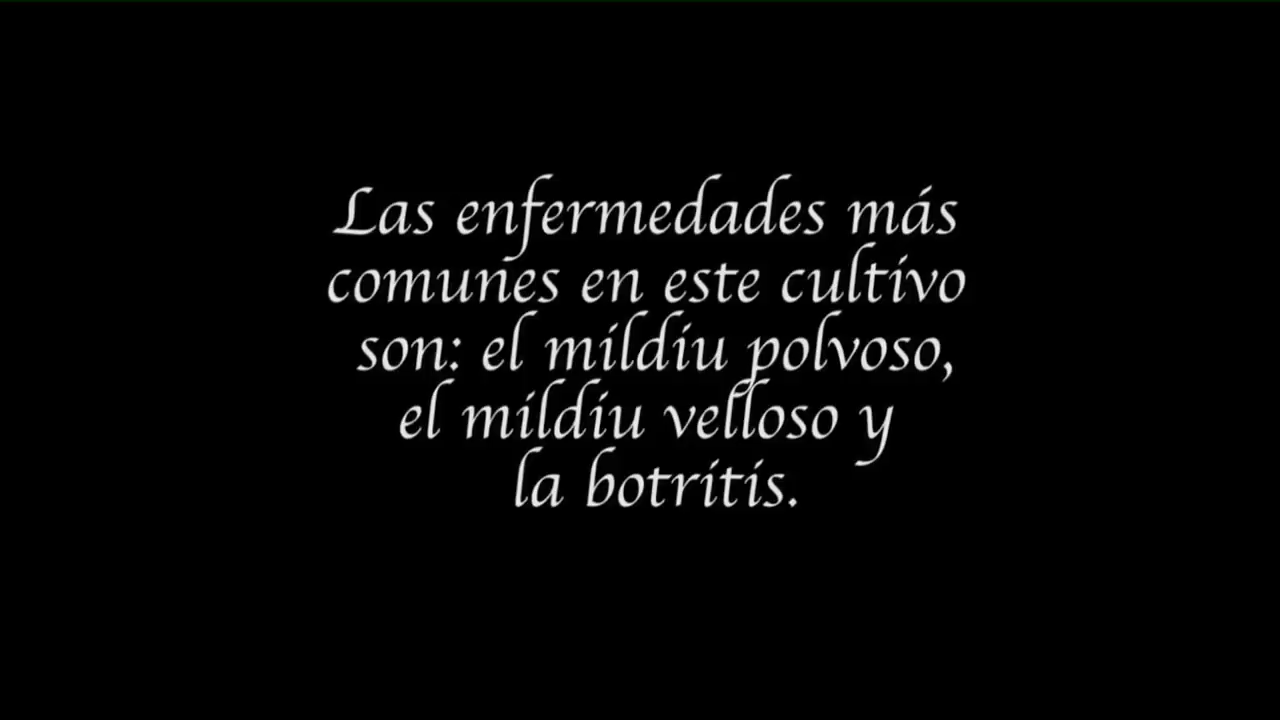 Las enfermedades más
comunes en este cultivo
son: el mildiu polvoso,
el mildiu velloso y
la botritis.